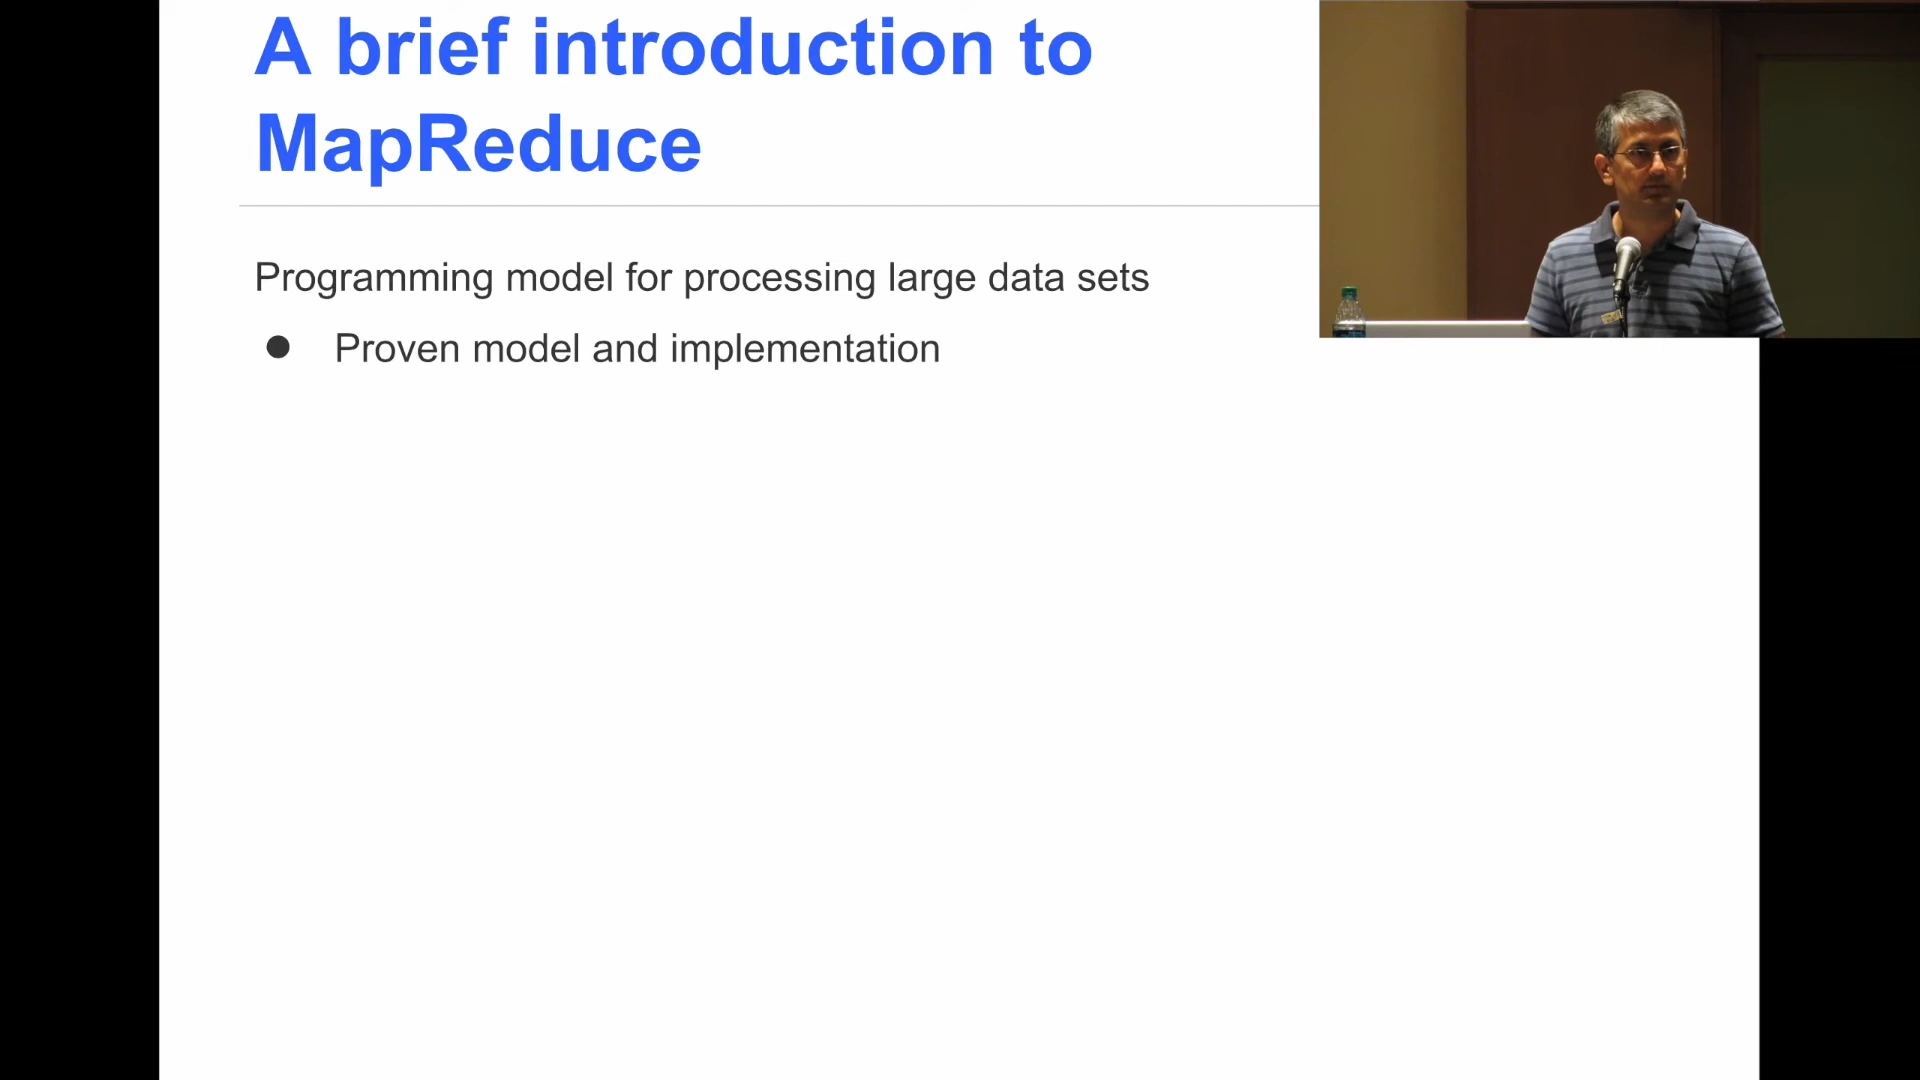 A brief introduction to
MapReduce
Programming model for processing large data sets
● Proven model and implementation